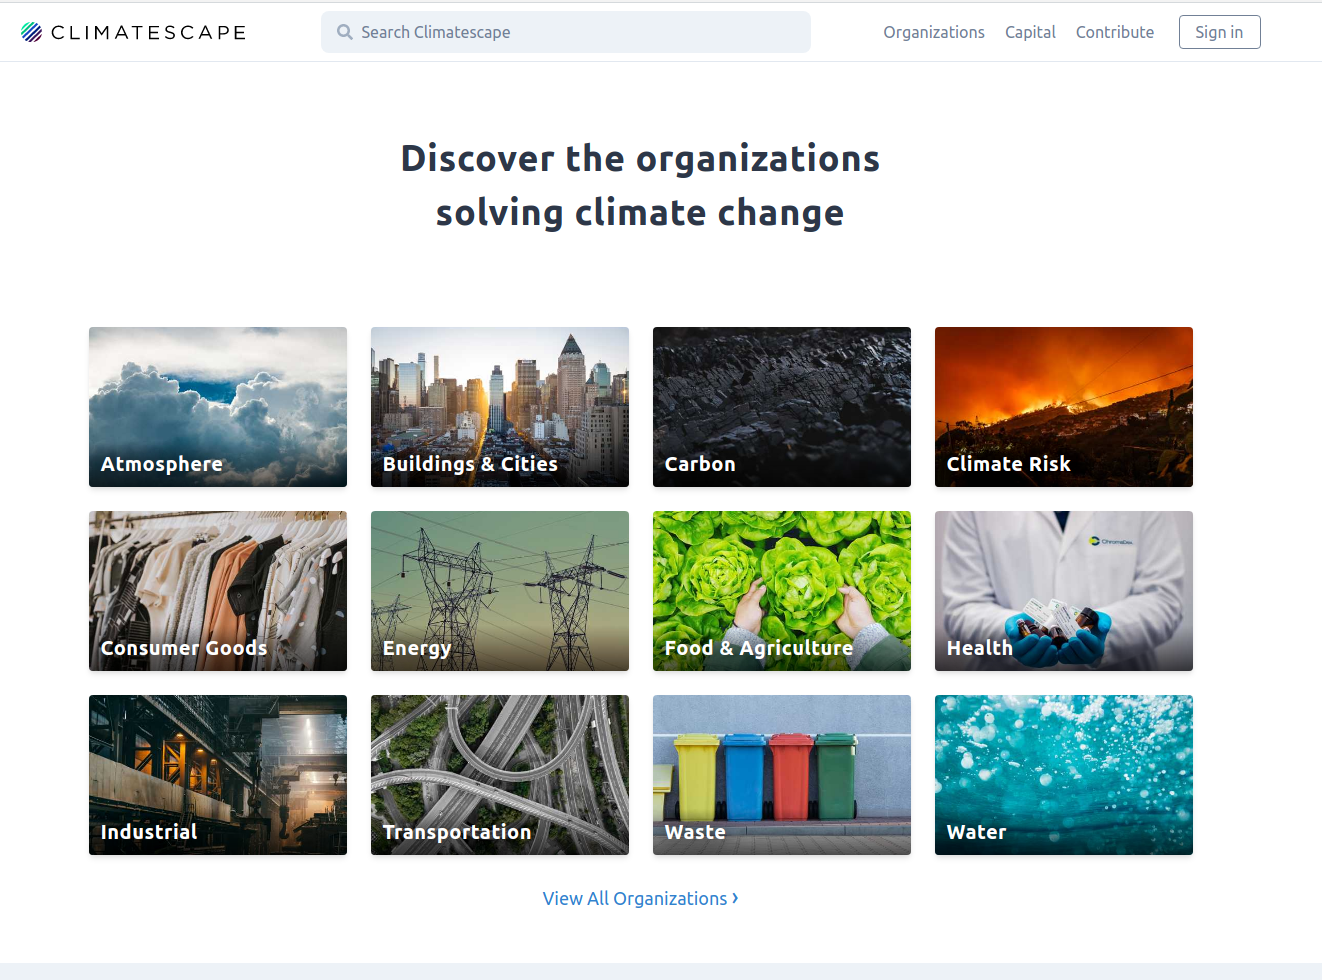 CLIMATESCAPE
Search Climatescape
Organizations
Capital
Contribute
Sign in
Discover the organizations
solving climate change
Atmosphere
Buildings & Cities
Carbon
Climate Risk
Consumer Goods
Energy
Food & Agriculture
ChromaDex
Health
Industrial
Transportation
Waste
Water
View All Organizations ›